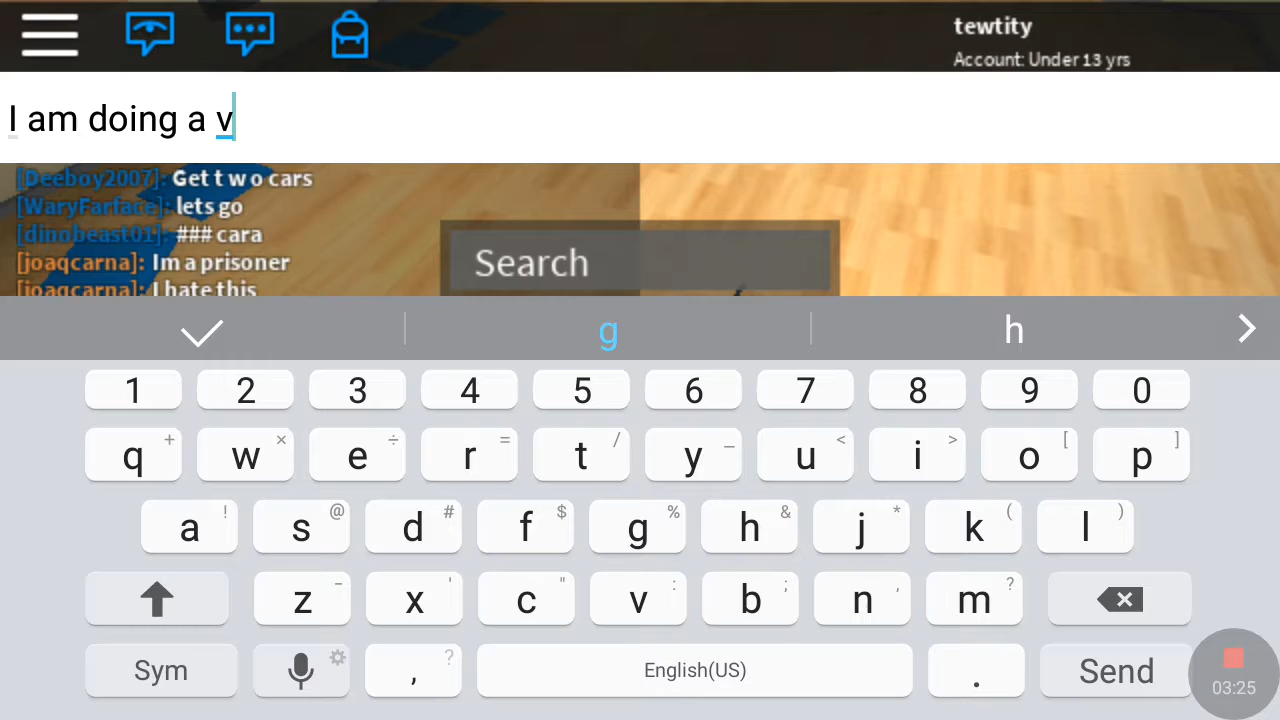 tewtity
Account: Under 13 yrs
I am doing a v
[Deeboy2007]: Get t w o cars
[WaryFarface]: lets go
[dinobeast01]: ### cara
[joaqcarna]: Im a prisoner
[joaqcarna]: I hate this
Search
g h
1 2 3 4 5 6 7 8 9 0
q + w × e ÷ r = t / y _ u < i > o [ p ]
a ! s @ d # f $ g % h & j * k ( l )
z - x ' c " v : b ; n , m ?
Sym , ? English(US) . Send
03:25